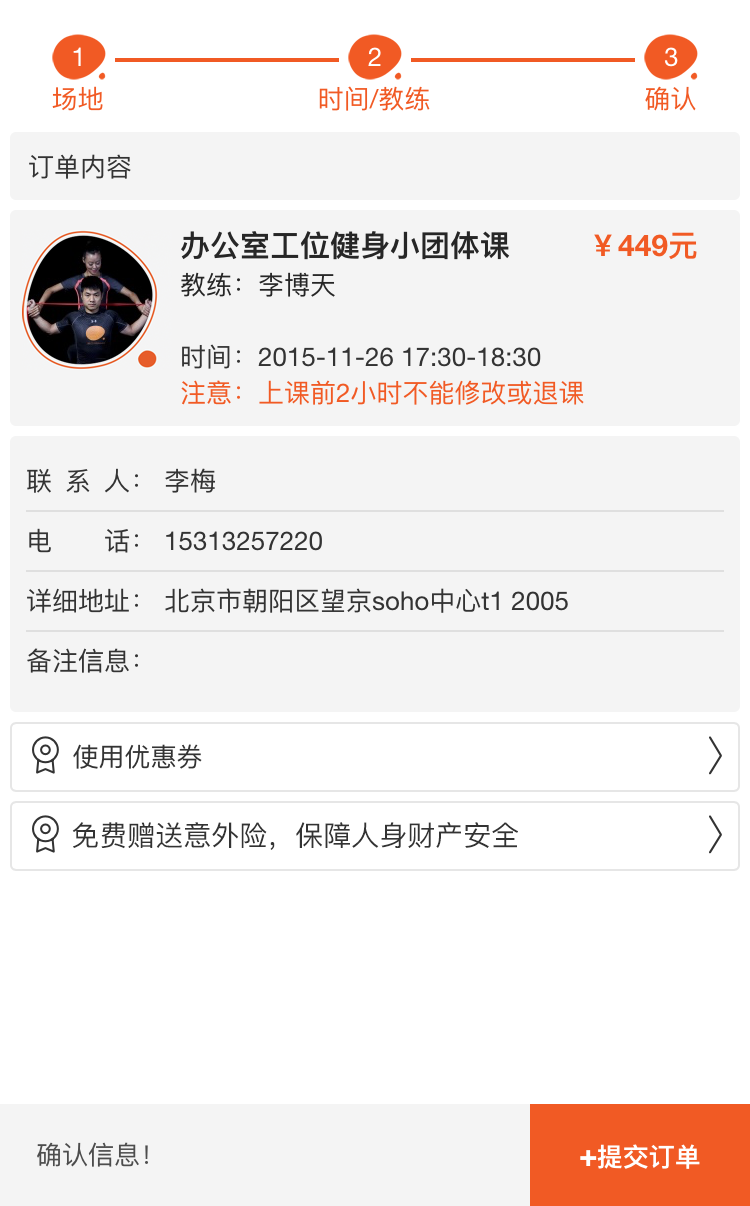 1
2
3
场地
时间/教练
确认
订单内容
办公室工位健身小团体课
¥ 449元
教练：李博天
时间：2015-11-26 17:30-18:30
注意：上课前2小时不能修改或退课
联 系 人： 李梅
电 话： 15313257220
详细地址： 北京市朝阳区望京soho中心t1 2005
备注信息：
使用优惠券
免费赠送意外险，保障人身财产安全
确认信息！
+提交订单